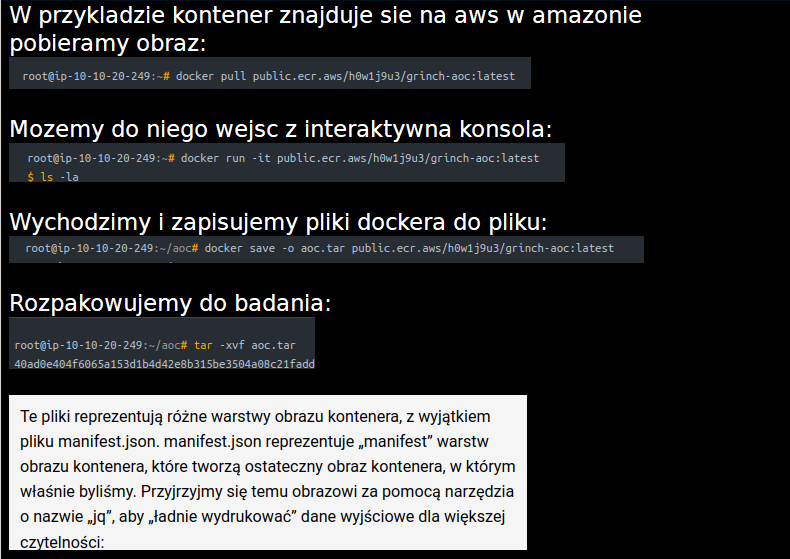 W przykladzie kontener znajduje sie na aws w amazonie
pobieramy obraz:
root@ip-10-10-20-249:~# docker pull public.ecr.aws/h0w1j9u3/grinch-aoc:latest
Mozemy do niego wejsc z interaktywna konsola:
root@ip-10-10-20-249:~# docker run -it public.ecr.aws/h0w1j9u3/grinch-aoc:latest
$ ls -la
Wychodzimy i zapisujemy pliki dockera do pliku:
root@ip-10-10-20-249:~/aoc# docker save -o aoc.tar public.ecr.aws/h0w1j9u3/grinch-aoc:latest
Rozpakowujemy do badania:
root@ip-10-10-20-249:~/aoc# tar -xvf aoc.tar
40ad0e404f6065a153d1b4d42e8b315be3504a08c21fadd
Te pliki reprezentują różne warstwy obrazu kontenera, z wyjątkiem
pliku manifest.json. manifest.json reprezentuje „manifest” warstw
obrazu kontenera, które tworzą ostateczny obraz kontenera, w którym
właśnie byliśmy. Przyjrzyjmy się temu obrazowi za pomocą narzędzia
o nazwie „jq”, aby „ładnie wydrukować” dane wyjściowe dla większej
czytelności: